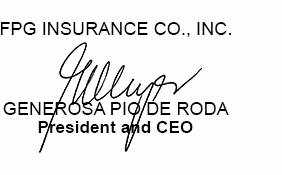 FPG INSURANCE CO., INC.
GENEROSA PIO DE RODA
President and CEO